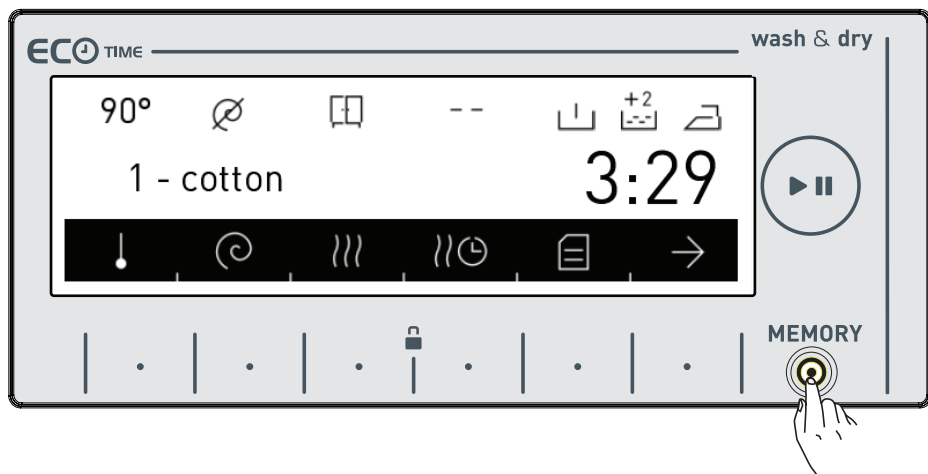 ECO TIME
wash & dry
90° -- +2
1 - cotton 3:29
MEMORY